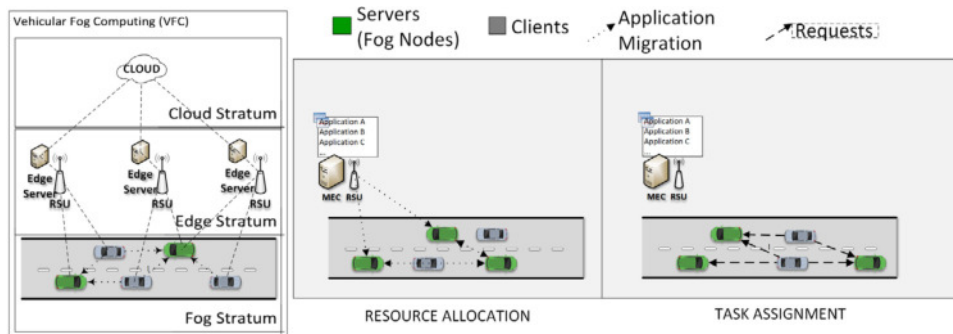 Vehicular Fog Computing (VFC)
CLOUD
Cloud Stratum
Edge
Server
RSU
Edge
Server
RSU
Edge
Server
RSU
Edge Stratum
Fog Stratum
Servers
(Fog Nodes)
Clients
Application
Migration
Requests
Application A
Application B
Application C
...
MEC RSU
RESOURCE ALLOCATION
Application A
Application B
Application C
...
MEC RSU
TASK ASSIGNMENT